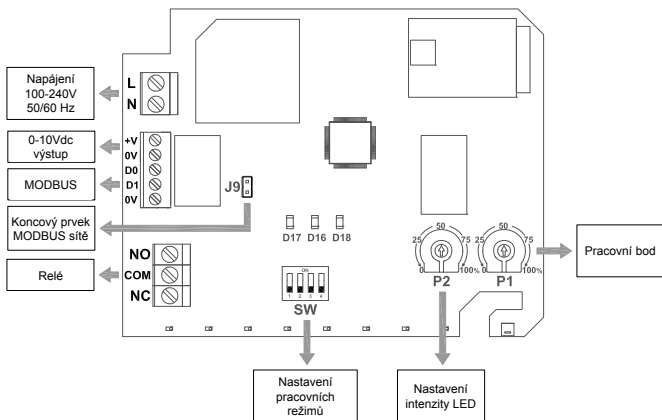 Napájení
100-240V
50/60 Hz
L
N
0-10Vdc
výstup
+V
0V
D0
D1
0V
MODBUS
J9
Koncový prvek
MODBUS sítě
D17 D16 D18
NO
COM
NC
Relé
ON
1 2 3 4
SW
0 25 50 75 100%
P2
0 25 50 75 100%
P1
Pracovní bod
Nastavení
pracovních
režimů
Nastavení
intenzity LED